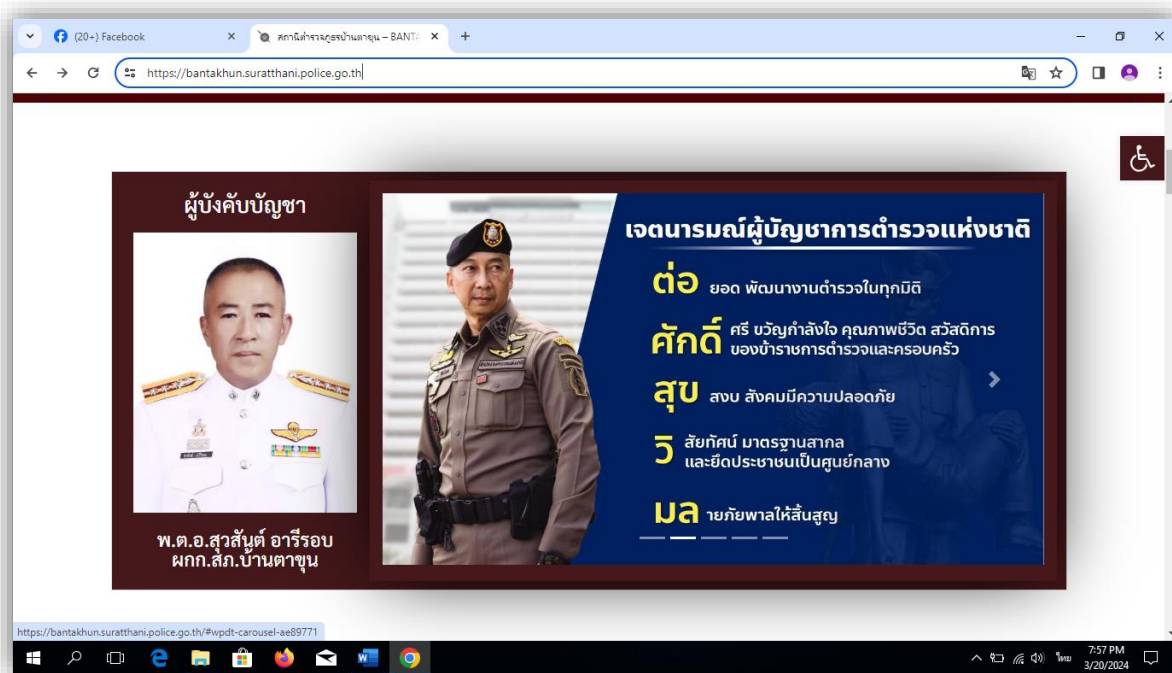 (20+) Facebook
สถานีตำรวจภูธรบ้านตาขุน – BANTA
https://bantakhun.suratthani.police.go.th
ผู้บังคับบัญชา
พ.ต.อ.สุวสันต์ อารีรอบ
ผกก.สภ.บ้านตาขุน
เจตนารมณ์ผู้บัญชาการตำรวจแห่งชาติ
ต่อ ยอด พัฒนางานตำรวจในทุกมิติ
ศักดิ์ ศรี ขวัญกำลังใจ คุณภาพชีวิต สวัสดิการ
ของข้าราชการตำรวจและครอบครัว
สุข สงบ สังคมมีความปลอดภัย
วิ สัยทัศน์ มาตรฐานสากล
และยึดประชาชนเป็นศูนย์กลาง
มล ายภัยพาลให้สิ้นสูญ
https://bantakhun.suratthani.police.go.th/#wpdt-carousel-ae89771
ไทย
7:57 PM
3/20/2024